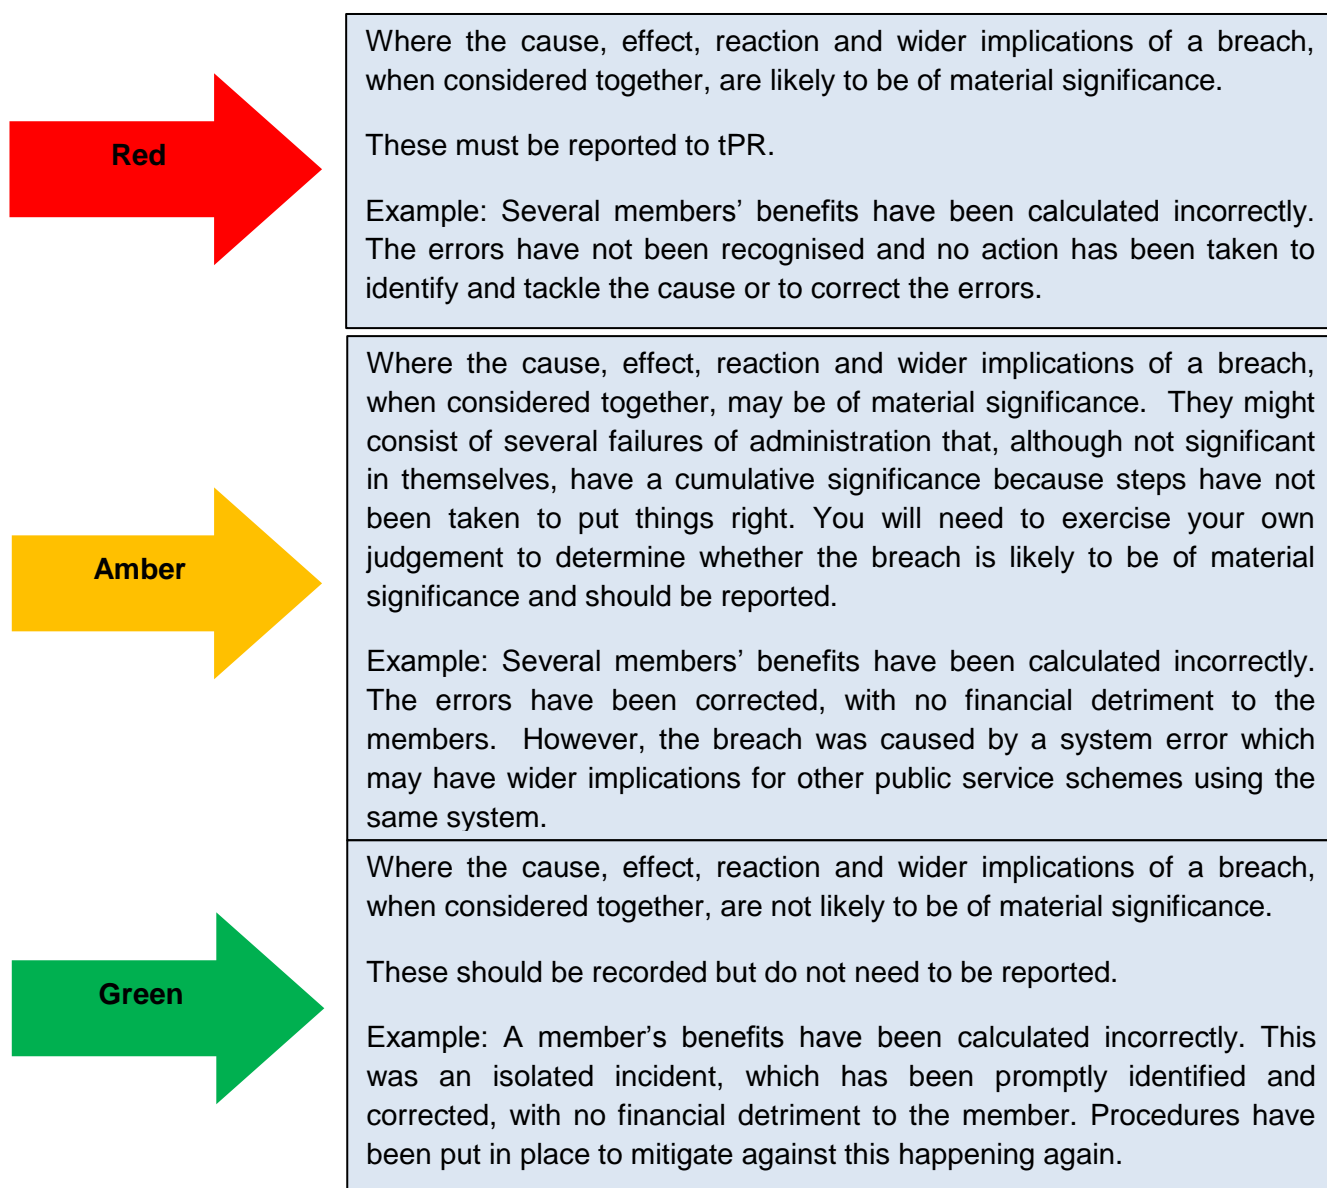 Red
Where the cause, effect, reaction and wider implications of a breach,
when considered together, are likely to be of material significance.
These must be reported to tPR.
Example: Several members’ benefits have been calculated incorrectly.
The errors have not been recognised and no action has been taken to
identify and tackle the cause or to correct the errors.
Amber
Where the cause, effect, reaction and wider implications of a breach,
when considered together, may be of material significance. They might
consist of several failures of administration that, although not significant
in themselves, have a cumulative significance because steps have not
been taken to put things right. You will need to exercise your own
judgement to determine whether the breach is likely to be of material
significance and should be reported.
Example: Several members’ benefits have been calculated incorrectly.
The errors have been corrected, with no financial detriment to the
members. However, the breach was caused by a system error which
may have wider implications for other public service schemes using the
same system.
Green
Where the cause, effect, reaction and wider implications of a breach,
when considered together, are not likely to be of material significance.
These should be recorded but do not need to be reported.
Example: A member’s benefits have been calculated incorrectly. This
was an isolated incident, which has been promptly identified and
corrected, with no financial detriment to the member. Procedures have
been put in place to mitigate against this happening again.